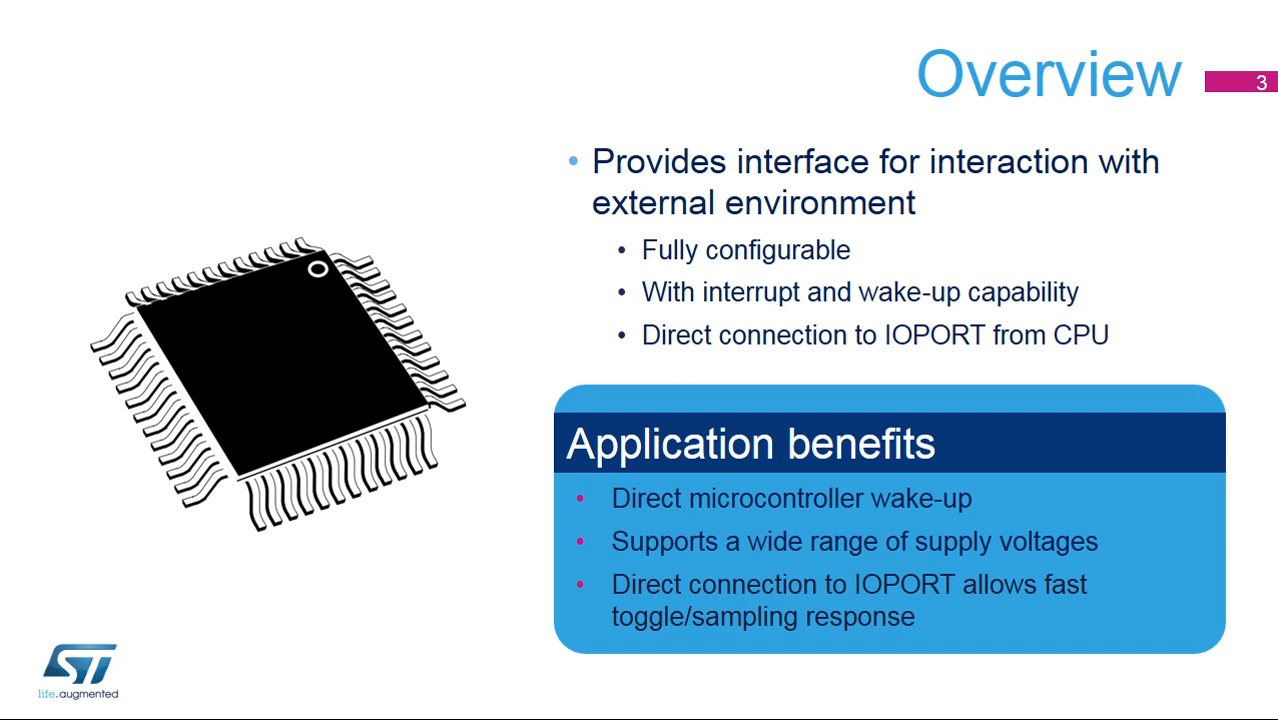 Overview
3
• Provides interface for interaction with
external environment
• Fully configurable
• With interrupt and wake-up capability
• Direct connection to IOPORT from CPU
Application benefits
• Direct microcontroller wake-up
• Supports a wide range of supply voltages
• Direct connection to IOPORT allows fast
toggle/sampling response
ST
life.augmented